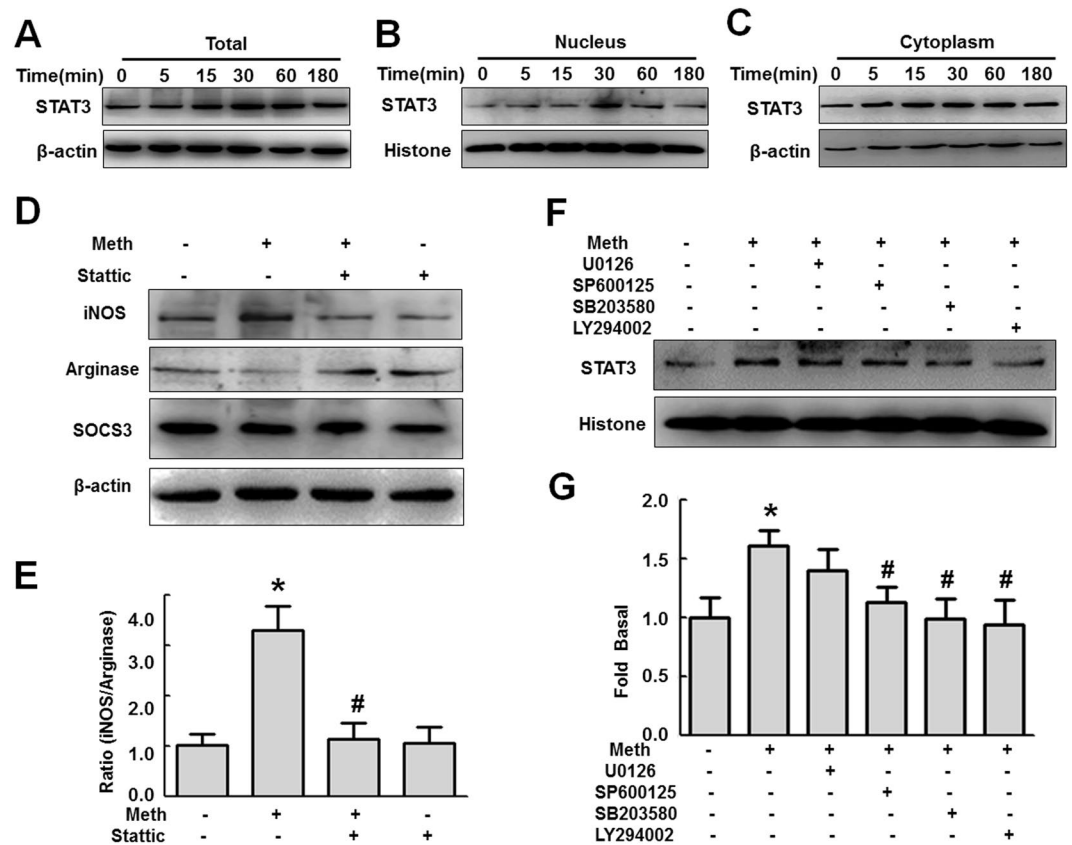 A
Total
Time(min) 0 5 15 30 60 180
STAT3
β-actin
B
Nucleus
Time(min) 0 5 15 30 60 180
STAT3
Histone
C
Cytoplasm
Time(min) 0 5 15 30 60 180
STAT3
β-actin
D
Meth - + + -
Stattic - - + +
iNOS
Arginase
SOCS3
β-actin
E
Ratio (iNOS/Arginase)
4.0
3.0
2.0
1.0
0.0
*
#
Meth - + + -
Stattic - - + +
F
Meth - + + + + +
U0126 - - + - - -
SP600125 - - - + - -
SB203580 - - - - + -
LY294002 - - - - - +
STAT3
Histone
G
Fold Basal
2.0
1.5
1.0
0.5
0.0
*
# # #
Meth - + + + + +
U0126 - - + - - -
SP600125 - - - + - -
SB203580 - - - - + -
LY294002 - - - - - +